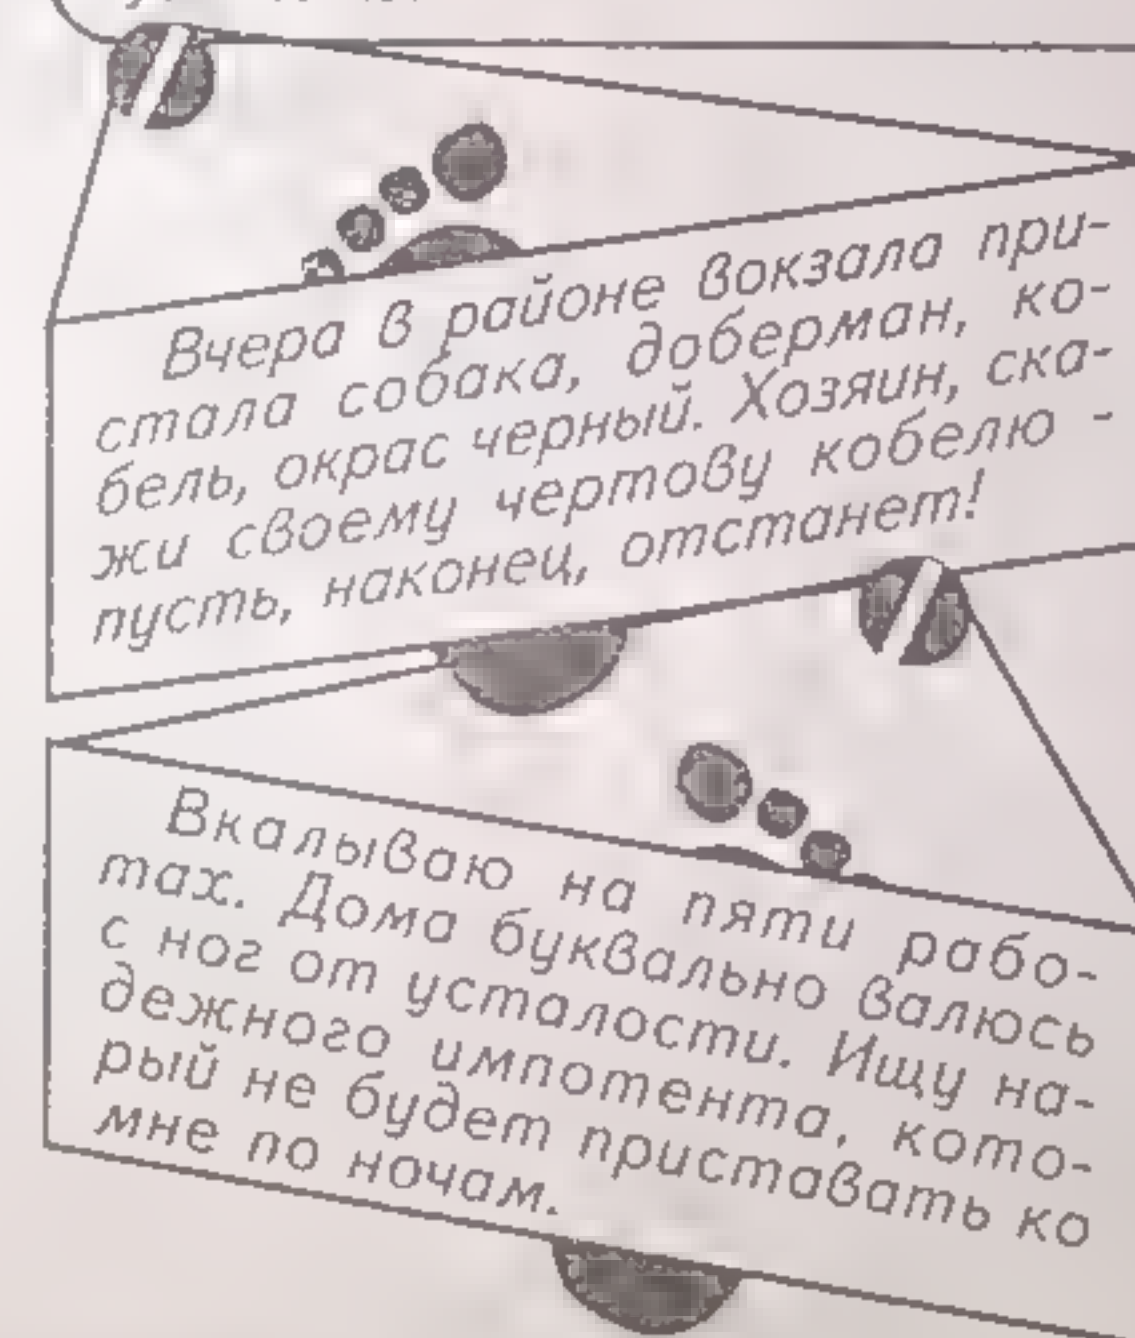 Вчера в районе вокзала при-
стала собака, доберман, ко-
бель, окрас черный. Хозяин, ска-
жи своему чертову кобелю -
пусть, наконец, отстанет!
Вкалываю на пяти рабо-
тах. Дома буквально валюсь
с ног от усталости. Ищу на-
дежного импотента, кото-
рый не будет приставать ко
мне по ночам.